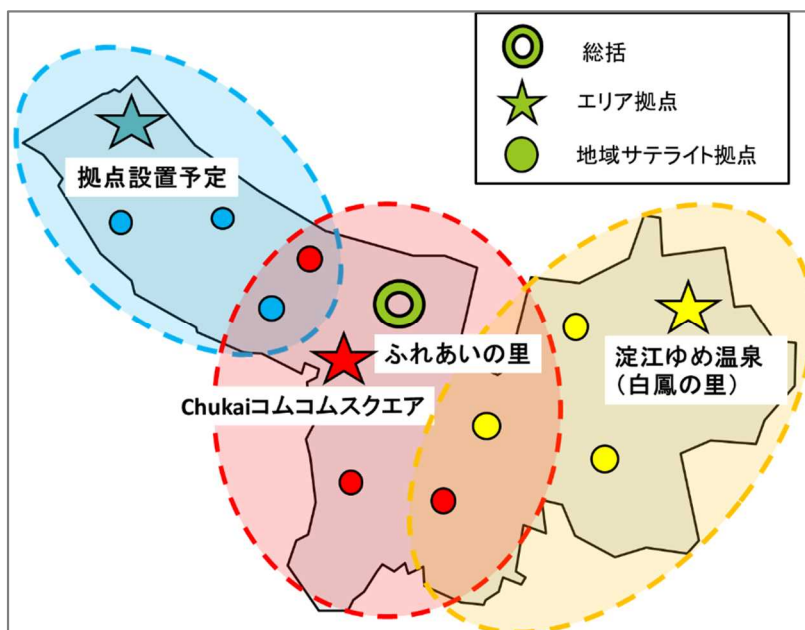 総括
エリア拠点
地域サテライト拠点
拠点設置予定
ふれあいの里
Chukaiコムコムスクエア
淀江ゆめ温泉
(白鳳の里)